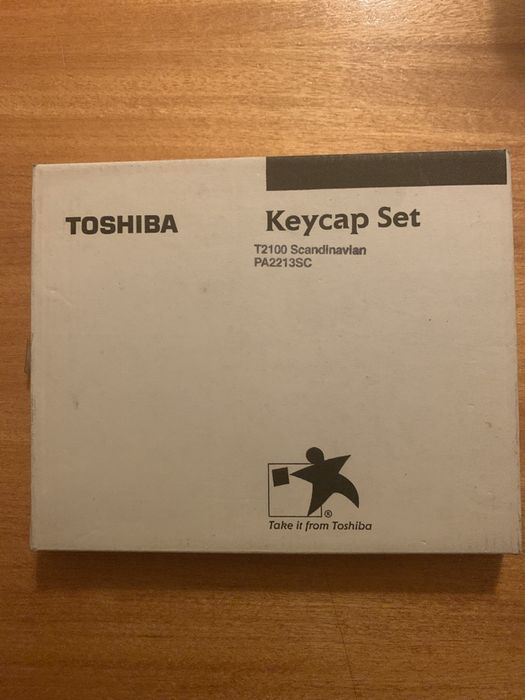 TOSHIBA
Keycap Set
T2100 Scandinavian
PA2213SC
®
Take it from Toshiba